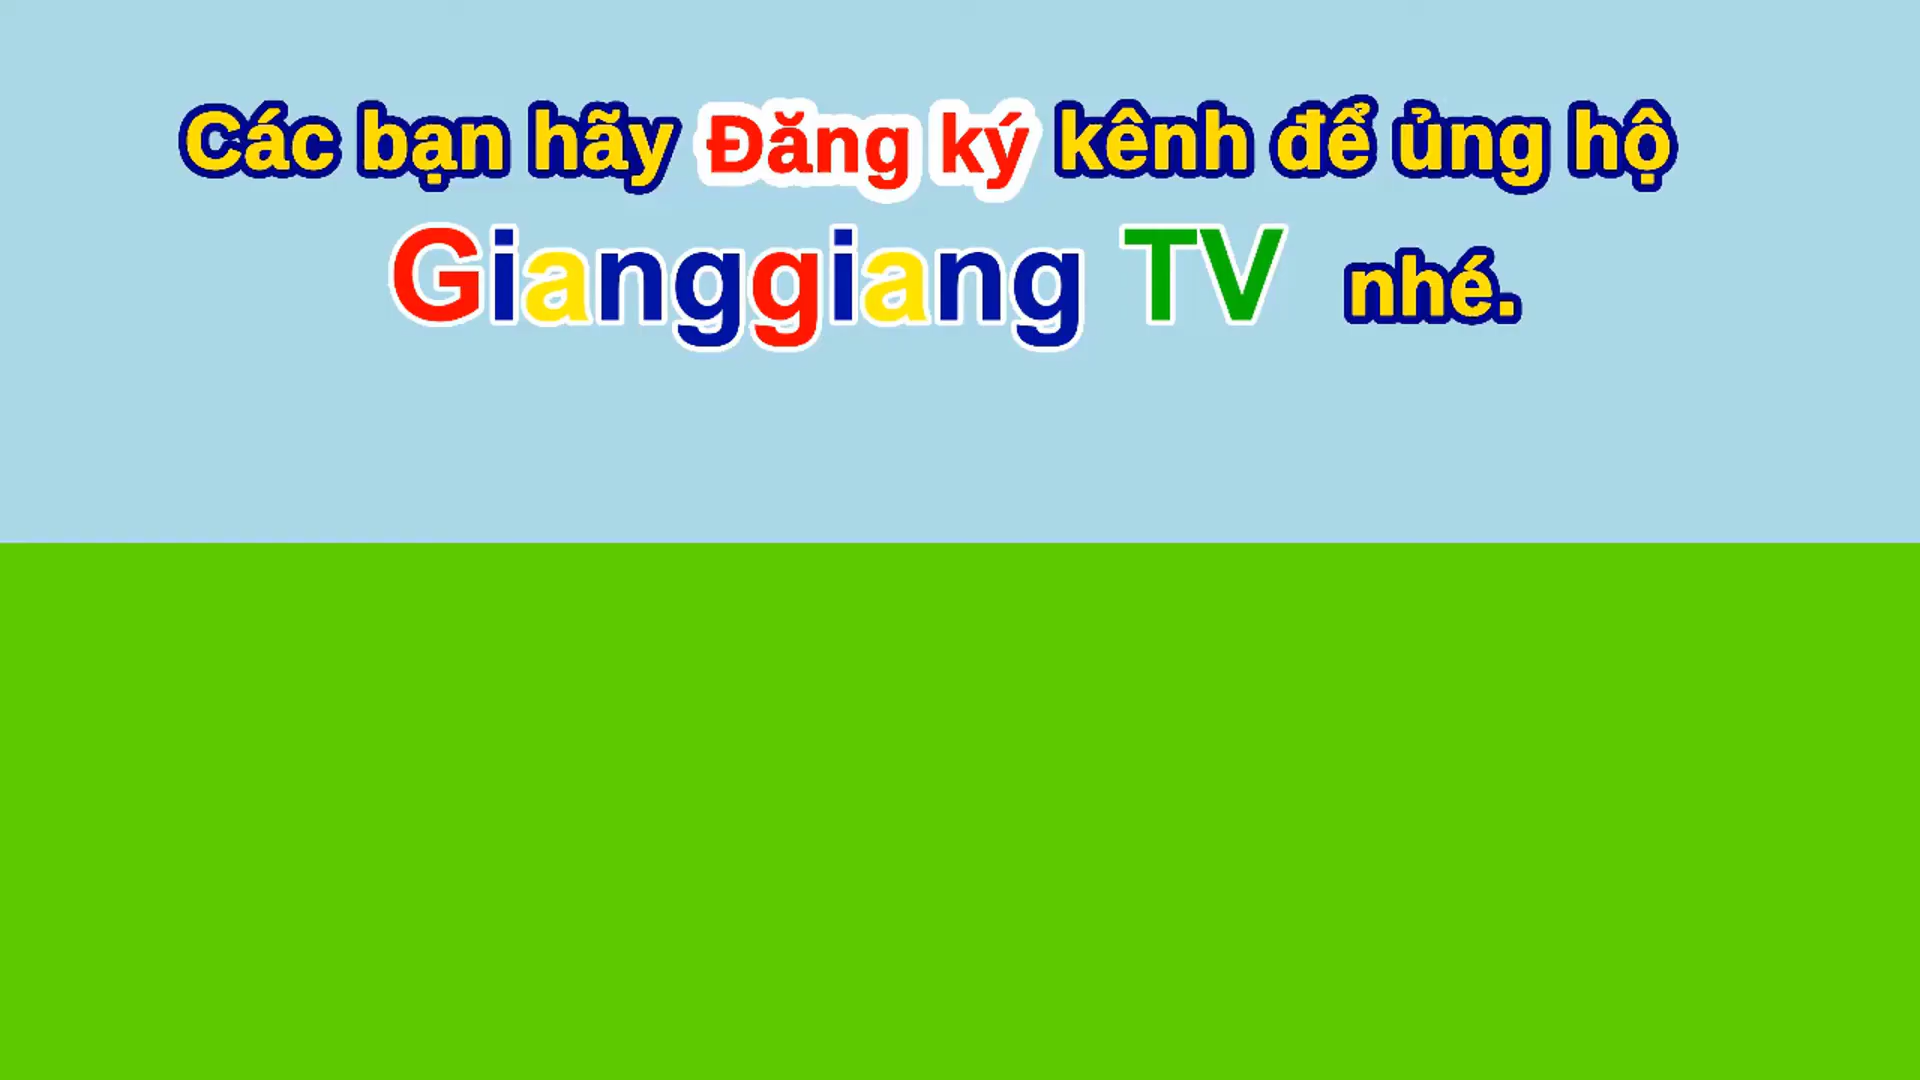 Các bạn hãy Đăng ký kênh để ủng hộ
Gianggiang TV nhé.